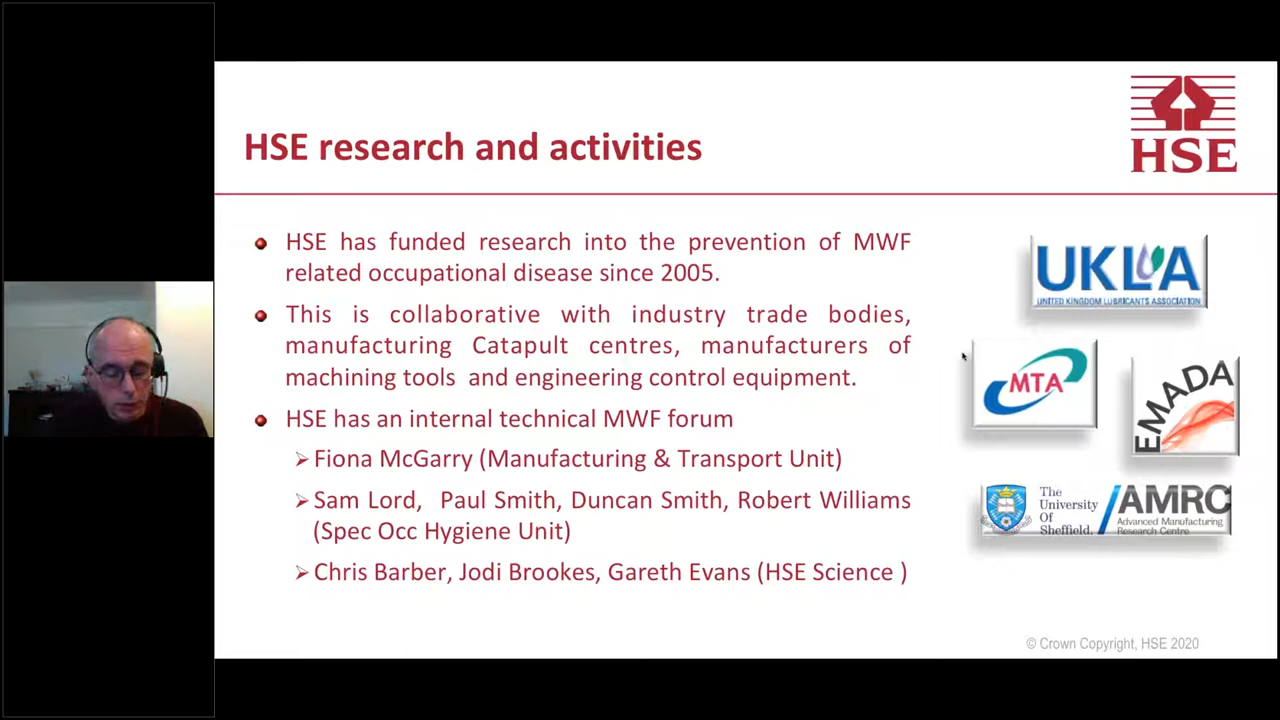 HSE research and activities
HSE
HSE has funded research into the prevention of MWF
related occupational disease since 2005.
This is collaborative with industry trade bodies,
manufacturing Catapult centres, manufacturers of
machining tools and engineering control equipment.
HSE has an internal technical MWF forum
Fiona McGarry (Manufacturing & Transport Unit)
Sam Lord, Paul Smith, Duncan Smith, Robert Williams
(Spec Occ Hygiene Unit)
Chris Barber, Jodi Brookes, Gareth Evans (HSE Science )
UKLA
UNITED KINGDOM LUBRICANTS ASSOCIATION
MTA
EMADA
The
University
Of
Sheffield.
AMRC
Advanced Manufacturing
Research Centre
© Crown Copyright, HSE 2020